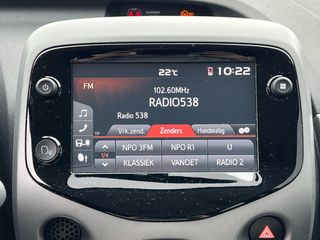 22°C 10:22
FM
102.60MHz
RADIO538
Radio 538
TP
Vrk. zend. Zenders Handmatig
1/4
NPO 3FM NPO R1 U
KLASSIEK VANOET RADIO 2